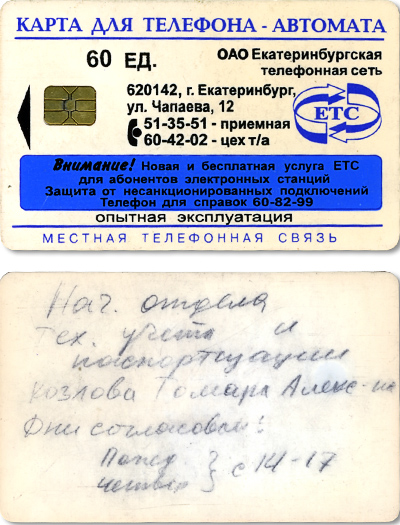 КАРТА ДЛЯ ТЕЛЕФОНА - АВТОМАТА
60 ЕД.
ОАО Екатеринбургская
телефонная сеть
620142, г. Екатеринбург,
ул. Чапаева, 12
51-35-51 - приемная
60-42-02 - цех т/а
ЕТС
Внимание! Новая и бесплатная услуга ЕТС
для абонентов электронных станций
Защита от несанкционированных подключений
Телефон для справок 60-82-99
опытная эксплуатация
МЕСТНАЯ ТЕЛЕФОННАЯ СВЯЗЬ
Нач. отдела
тех. учета и
паспортизации
Козлова Тамара Алекс-на
Дни согласован:
Понед
четверг } с 14-17